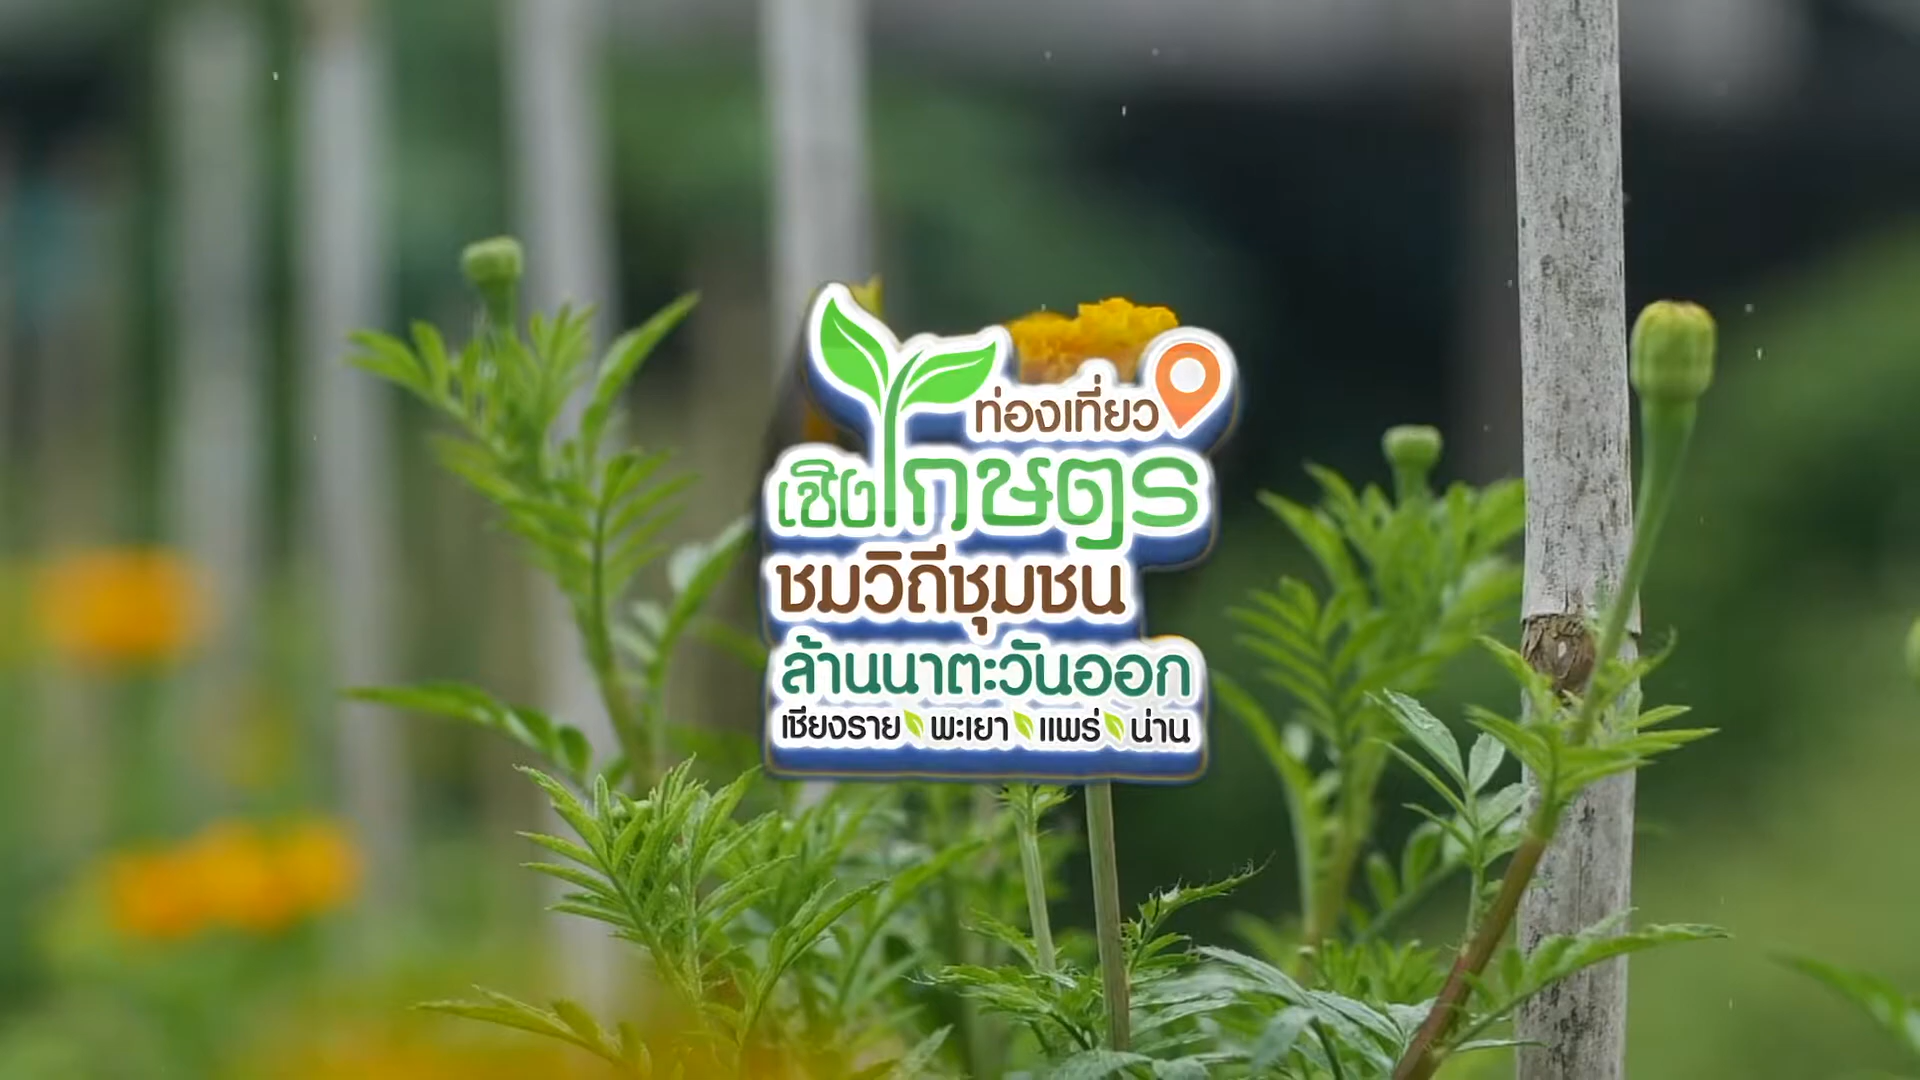 ท่องเที่ยว
เชิงเกษตร
ชมวิถีชุมชน
ล้านนาตะวันออก
เชียงราย พะเยา แพร่ น่าน